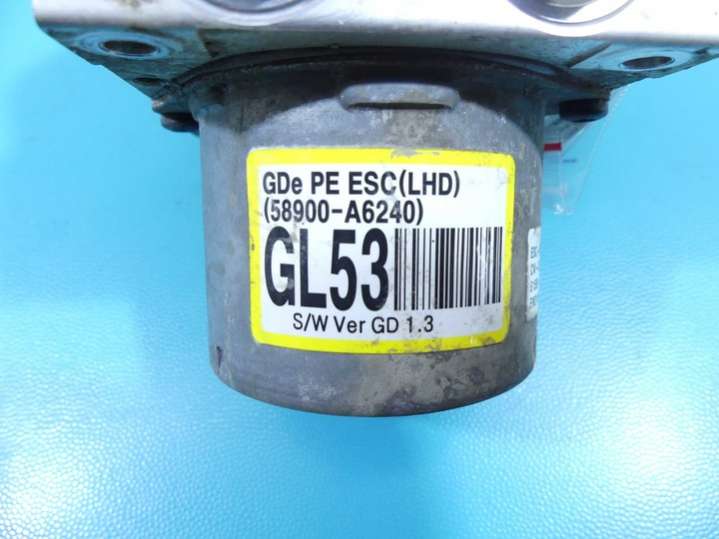 GDe PE ESC(LHD)
(58900-A6240)
GL53
S/W Ver GD 1.3